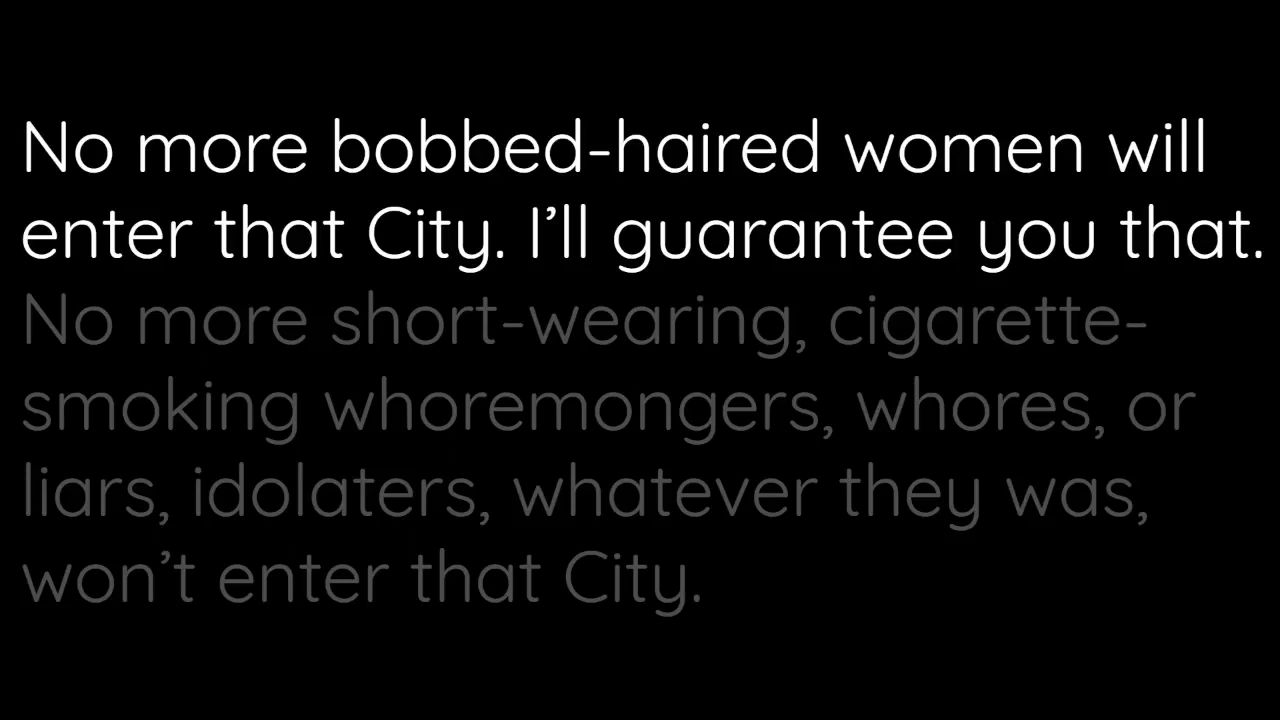 No more bobbed-haired women will
enter that City. I’ll guarantee you that.
No more short-wearing, cigarette-
smoking whoremongers, whores, or
liars, idolaters, whatever they was,
won’t enter that City.